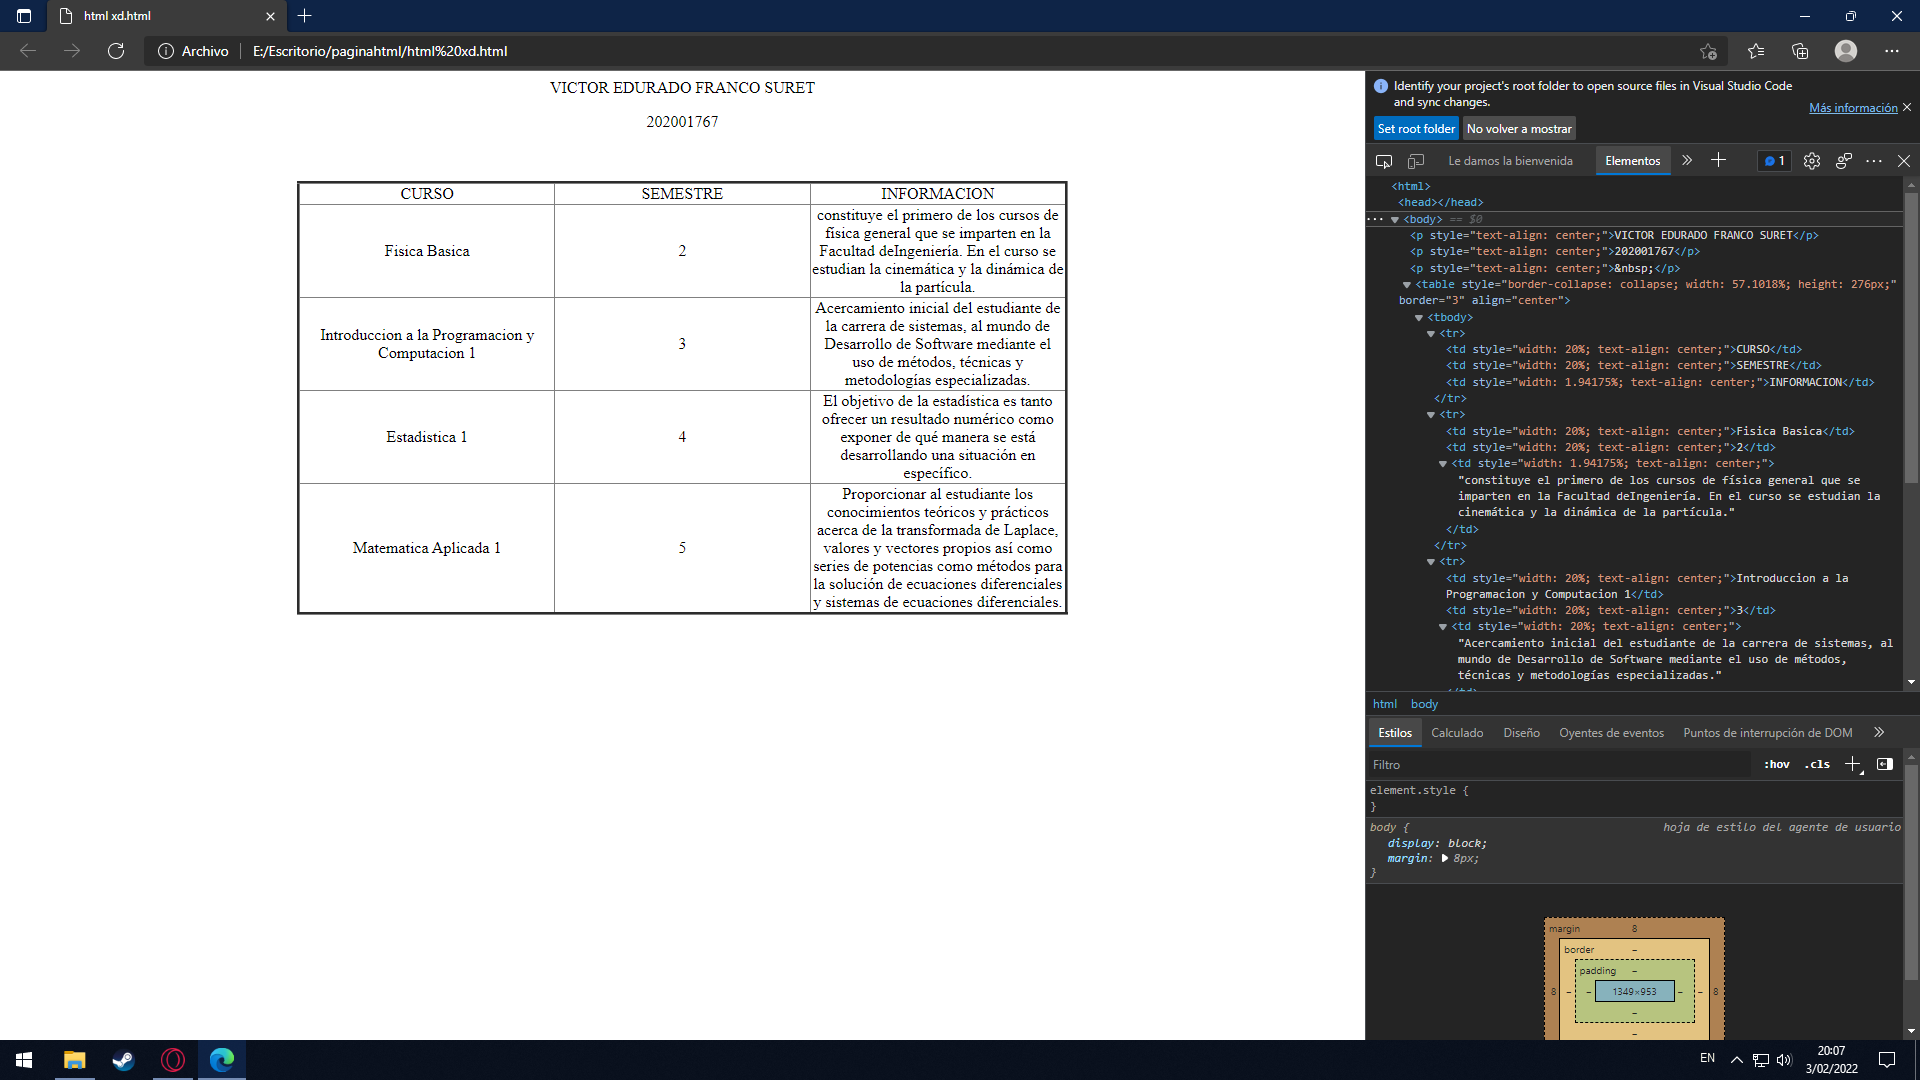 html xd.html
Archivo
E:/Escritorio/paginahtml/html%20xd.html
VICTOR EDURADO FRANCO SURET
202001767
CURSO SEMESTRE INFORMACION
Fisica Basica
2
constituye el primero de los cursos de
física general que se imparten en la
Facultad deIngeniería. En el curso se
estudian la cinemática y la dinámica de
la partícula.
Introduccion a la Programacion y
Computacion 1
3
Acercamiento inicial del estudiante de
la carrera de sistemas, al mundo de
Desarrollo de Software mediante el
uso de métodos, técnicas y
metodologías especializadas.
Estadistica 1
4
El objetivo de la estadística es tanto
ofrecer un resultado numérico como
exponer de qué manera se está
desarrollando una situación en
específico.
Matematica Aplicada 1
5
Proporcionar al estudiante los
conocimientos teóricos y prácticos
acerca de la transformada de Laplace,
valores y vectores propios así como
series de potencias como métodos para
la solución de ecuaciones diferenciales
y sistemas de ecuaciones diferenciales.
Identify your project's root folder to open source files in Visual Studio Code
and sync changes.
Más información
Set root folder No volver a mostrar
Le damos la bienvenida Elementos 1
<html>
<head></head>
<body> == $0
<p style="text-align: center;">VICTOR EDURADO FRANCO SURET</p>
<p style="text-align: center;">202001767</p>
<p style="text-align: center;">&nbsp;</p>
<table style="border-collapse: collapse; width: 57.1018%; height: 276px;"
border="3" align="center">
<tbody>
<tr>
<td style="width: 20%; text-align: center;">CURSO</td>
<td style="width: 20%; text-align: center;">SEMESTRE</td>
<td style="width: 1.94175%; text-align: center;">INFORMACION</td>
</tr>
<tr>
<td style="width: 20%; text-align: center;">Fisica Basica</td>
<td style="width: 20%; text-align: center;">2</td>
<td style="width: 1.94175%; text-align: center;">
"constituye el primero de los cursos de física general que se
imparten en la Facultad deIngeniería. En el curso se estudian la
cinemática y la dinámica de la partícula."
</td>
</tr>
<tr>
<td style="width: 20%; text-align: center;">Introduccion a la
Programacion y Computacion 1</td>
<td style="width: 20%; text-align: center;">3</td>
<td style="width: 20%; text-align: center;">
"Acercamiento inicial del estudiante de la carrera de sistemas, al
mundo de Desarrollo de Software mediante el uso de métodos,
técnicas y metodologías especializadas."
html body
Estilos Calculado Diseño Oyentes de eventos Puntos de interrupción de DOM
Filtro :hov .cls
element.style {
}
body { hoja de estilo del agente de usuario
display: block;
margin: 8px;
}
margin 8
border –
padding –
8 – – 1349×953 – – 8
–
–
EN
20:07
3/02/2022